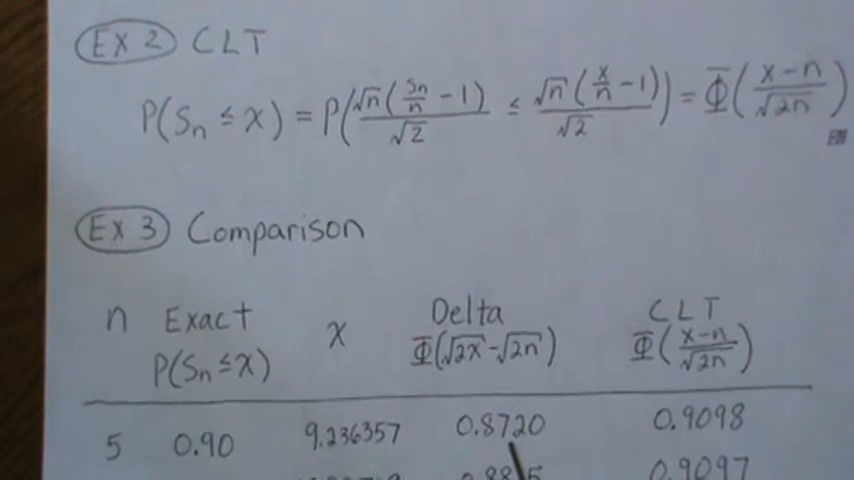 Ex 2 CLT
P(Sₙ ≤ x) = P(√n(Sn/n − 1)/√2 ≤ √n(x/n − 1)/√2) = Φ((x−n)/√2n)
Ex 3 Comparison
n Exact P(Sₙ ≤ x) x Delta Φ(√2x − √2n) CLT Φ((x−n)/√2n)
5 0.90 9.236357 0.8720 0.9098
0.9097